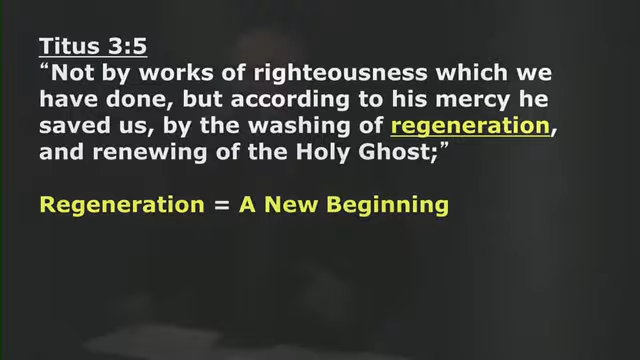 Titus 3:5
“Not by works of righteousness which we
have done, but according to his mercy he
saved us, by the washing of regeneration,
and renewing of the Holy Ghost;”
Regeneration = A New Beginning